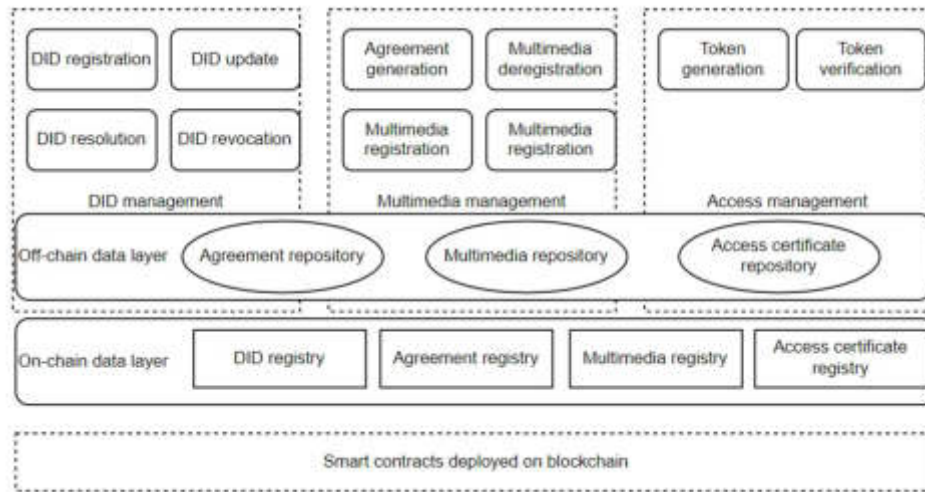 DID registration
DID update
Agreement
generation
Multimedia
deregistration
Token
generation
Token
verification
DID resolution
DID revocation
Multimedia
registration
Multimedia
registration
DID management
Multimedia management
Access management
Off-chain data layer
Agreement repository
Multimedia repository
Access certificate
repository
On-chain data layer
DID registry
Agreement registry
Multimedia registry
Access certificate
registry
Smart contracts deployed on blockchain